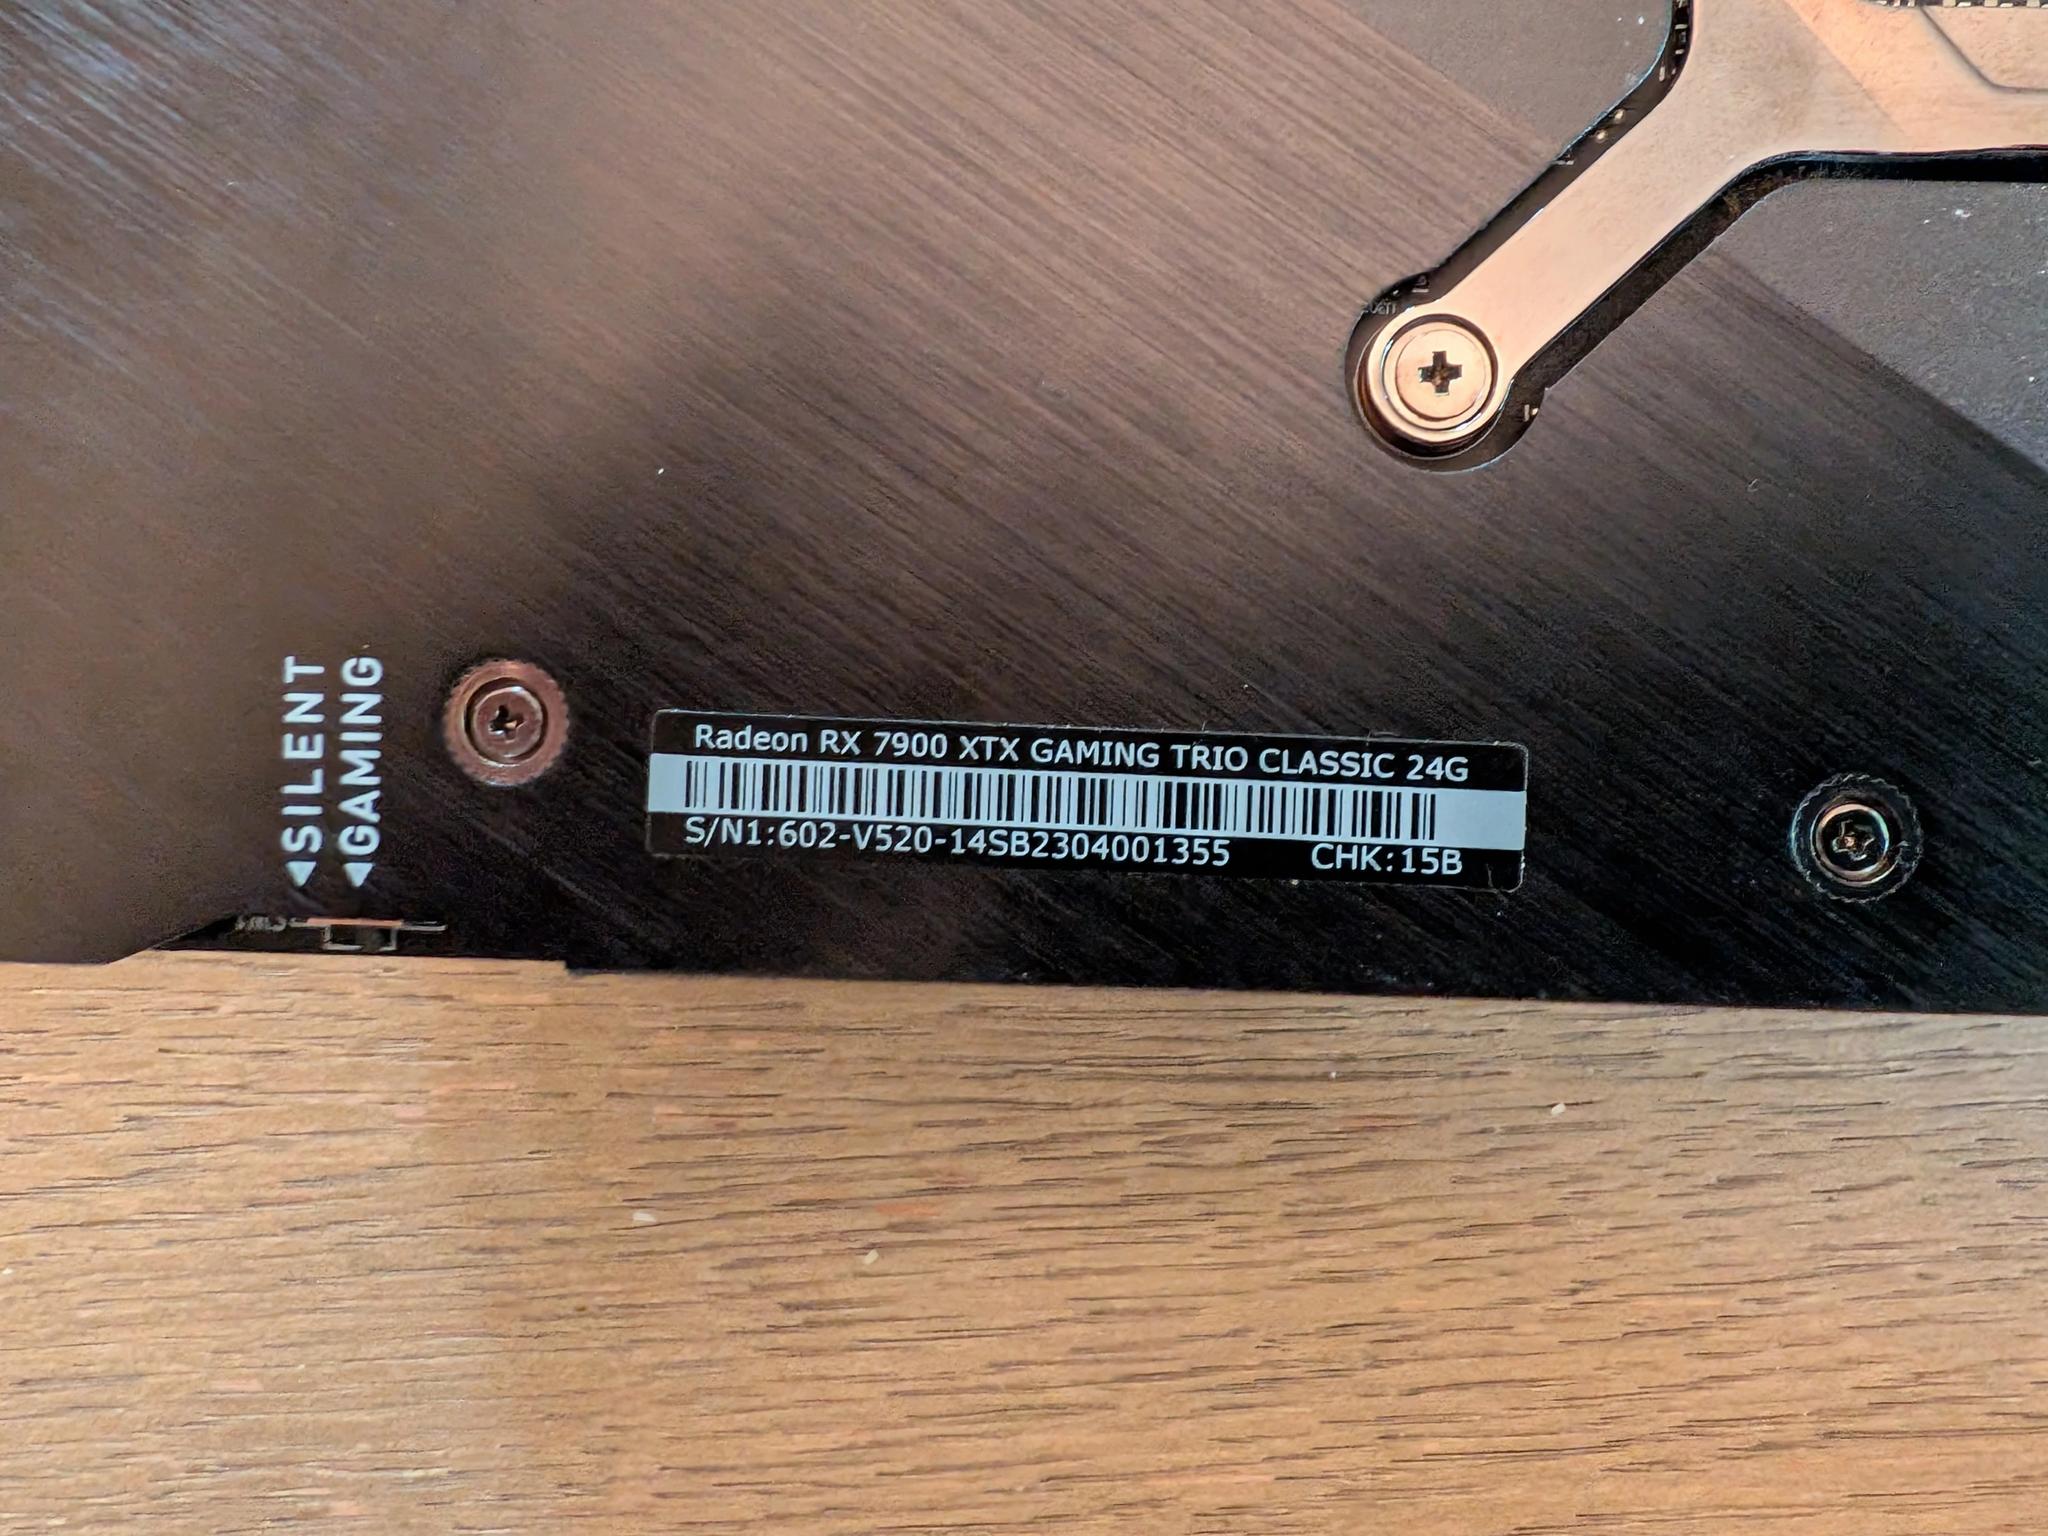 ◀SILENT
◀GAMING
Radeon RX 7900 XTX GAMING TRIO CLASSIC 24G
S/N1:602-V520-14SB2304001355 CHK:15B